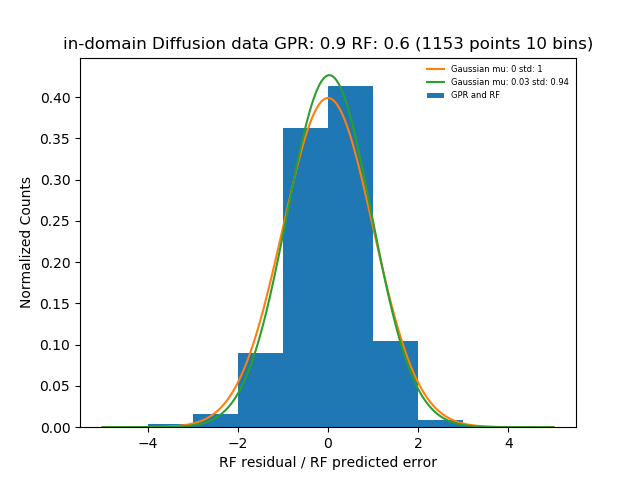 in-domain Diffusion data GPR: 0.9 RF: 0.6 (1153 points 10 bins)
Gaussian mu: 0 std: 1
Gaussian mu: 0.03 std: 0.94
GPR and RF
Normalized Counts
0.40
0.35
0.30
0.25
0.20
0.15
0.10
0.05
0.00
−4 −2 0 2 4
RF residual / RF predicted error